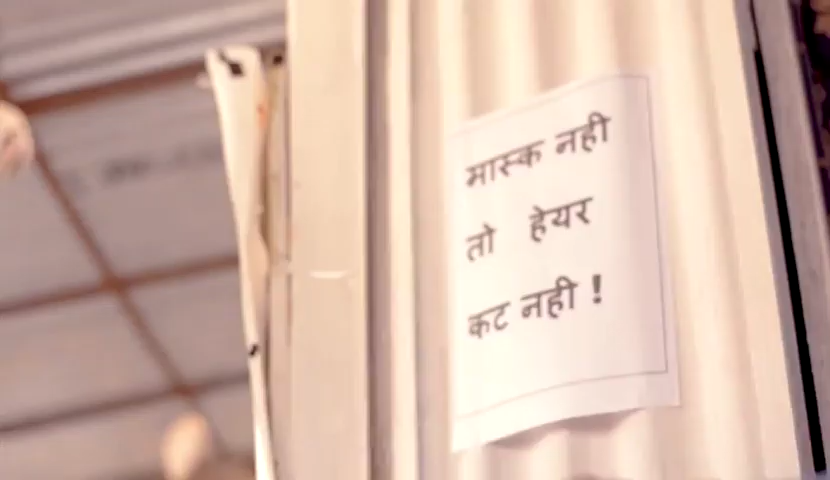 मास्क नही
तो हेयर
कट नही !